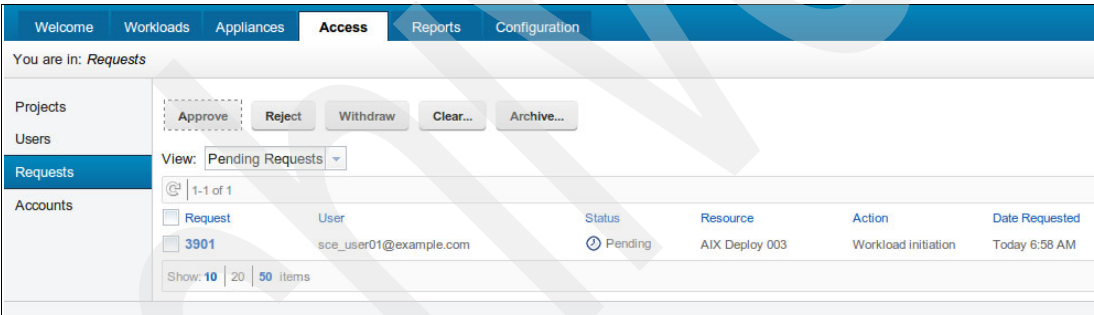 Welcome Workloads Appliances Access Reports Configuration
You are in: Requests
Projects
Users
Requests
Accounts
Approve Reject Withdraw Clear... Archive...
View: Pending Requests
1-1 of 1
Request User Status Resource Action Date Requested
3901 sce_user01@example.com Pending AIX Deploy 003 Workload initiation Today 6:58 AM
Show: 10 | 20 | 50 items